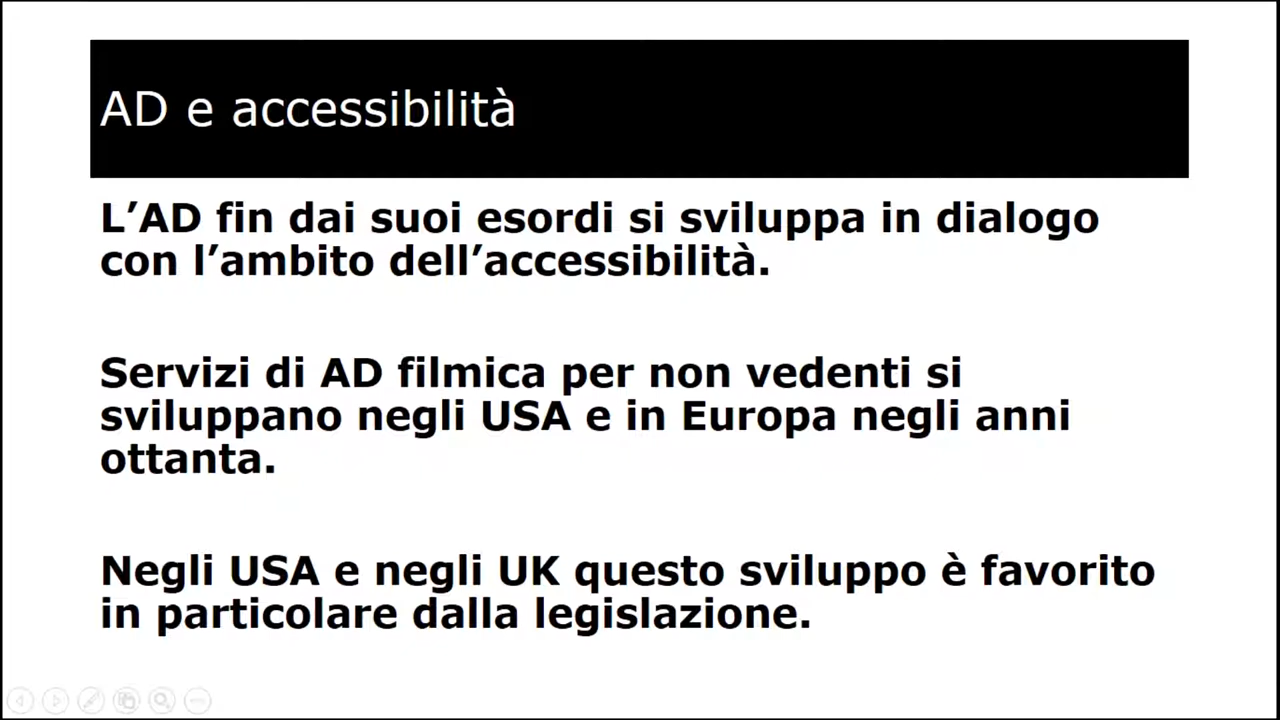 AD e accessibilità
L’AD fin dai suoi esordi si sviluppa in dialogo
con l’ambito dell’accessibilità.
Servizi di AD filmica per non vedenti si
sviluppano negli USA e in Europa negli anni
ottanta.
Negli USA e negli UK questo sviluppo è favorito
in particolare dalla legislazione.